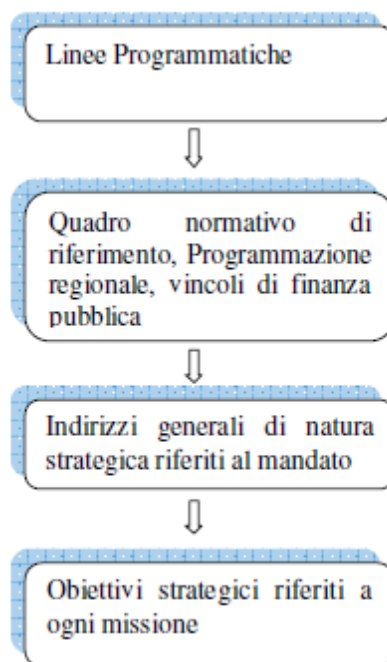 Linee Programmatiche
Quadro normativo di
riferimento, Programmazione
regionale, vincoli di finanza
pubblica
Indirizzi generali di natura
strategica riferiti al mandato
Obiettivi strategici riferiti a
ogni missione